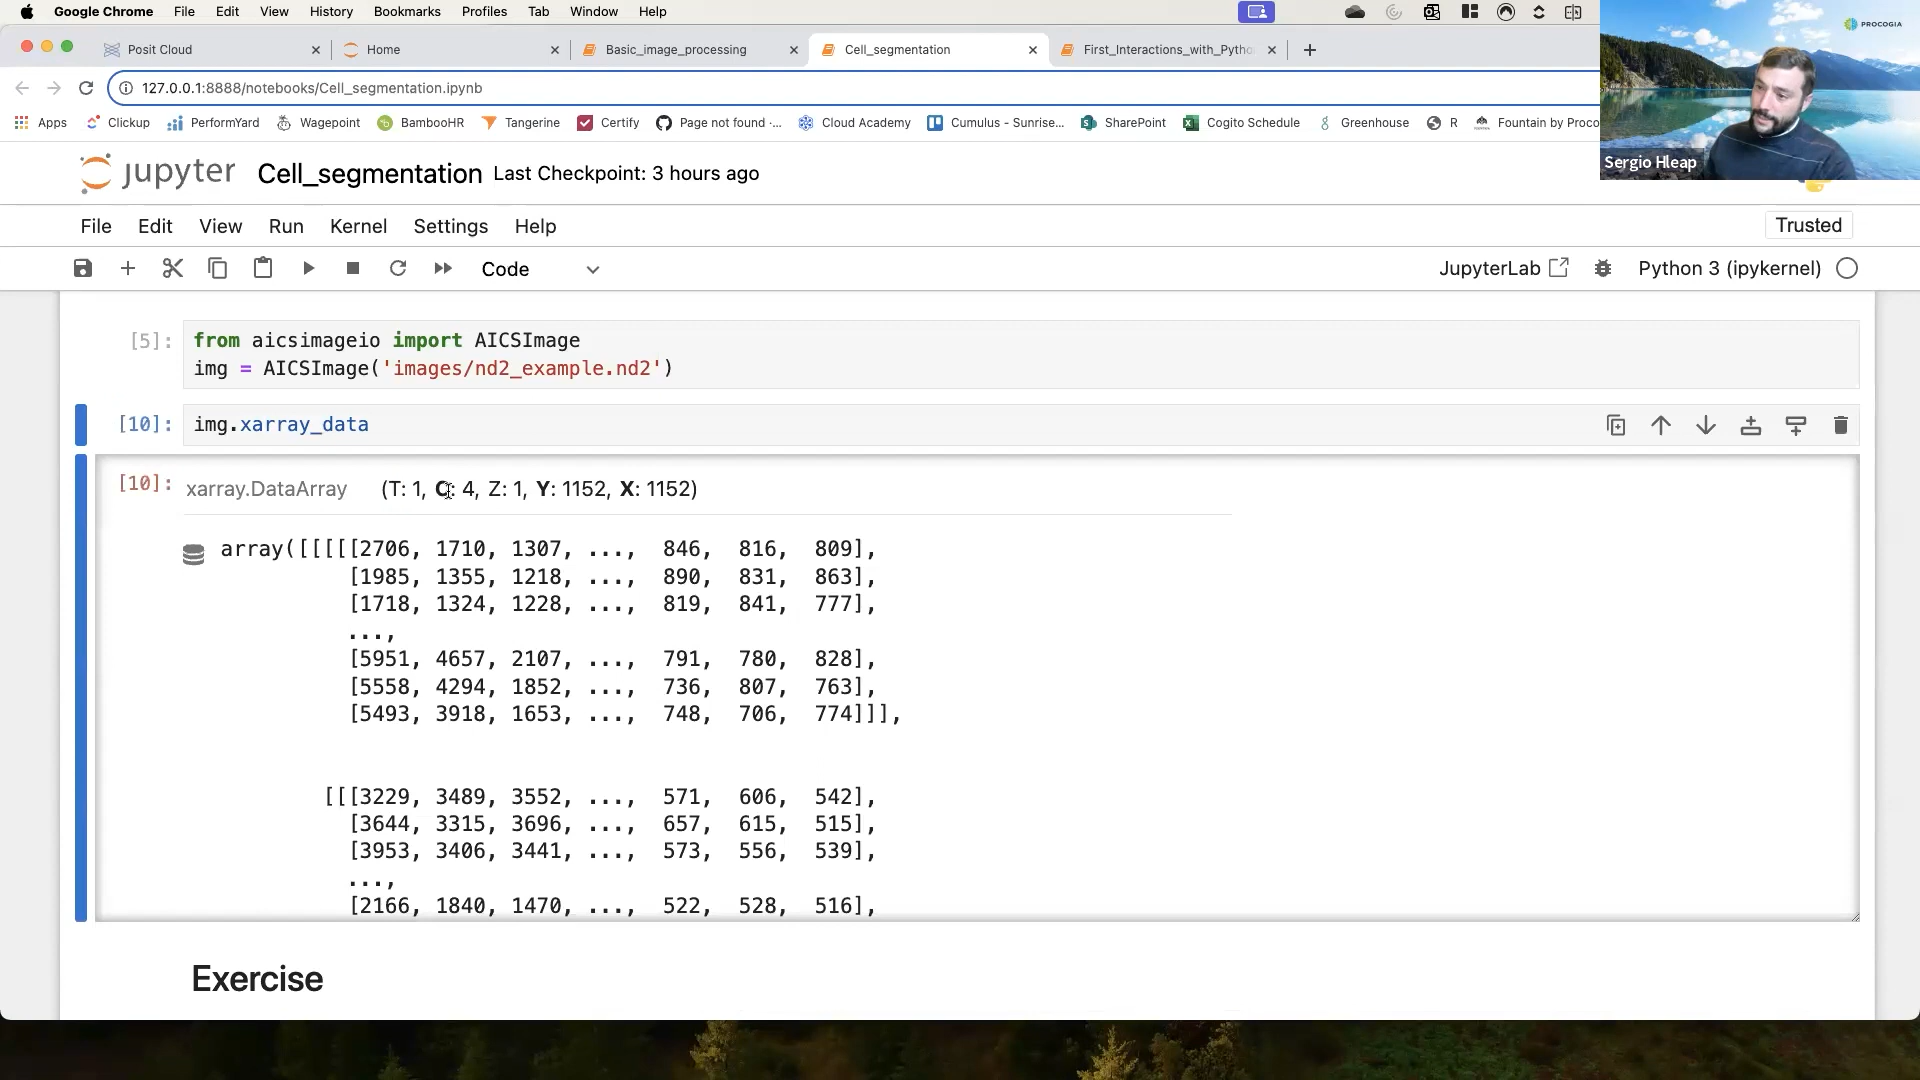 Google Chrome File Edit View History Bookmarks Profiles Tab Window Help
PROCOGIA
Posit Cloud Home Basic_image_processing Cell_segmentation First_Interactions_with_Pytho
127.0.0.1:8888/notebooks/Cell_segmentation.ipynb
Apps Clickup PerformYard Wagepoint BambooHR Tangerine Certify Page not found ·... Cloud Academy Cumulus - Sunrise... SharePoint Cogito Schedule Greenhouse R Fountain by Proco
Sergio Hleap
jupyter Cell_segmentation Last Checkpoint: 3 hours ago
File Edit View Run Kernel Settings Help Trusted
Code JupyterLab Python 3 (ipykernel)
[5]: from aicsimageio import AICSImage
img = AICSImage('images/nd2_example.nd2')
[10]: img.xarray_data
[10]: xarray.DataArray (T: 1, C: 4, Z: 1, Y: 1152, X: 1152)
array([[[[[2706, 1710, 1307, ..., 846, 816, 809],
[1985, 1355, 1218, ..., 890, 831, 863],
[1718, 1324, 1228, ..., 819, 841, 777],
...,
[5951, 4657, 2107, ..., 791, 780, 828],
[5558, 4294, 1852, ..., 736, 807, 763],
[5493, 3918, 1653, ..., 748, 706, 774]]],
[[[3229, 3489, 3552, ..., 571, 606, 542],
[3644, 3315, 3696, ..., 657, 615, 515],
[3953, 3406, 3441, ..., 573, 556, 539],
...,
[2166, 1840, 1470, ..., 522, 528, 516],
Exercise